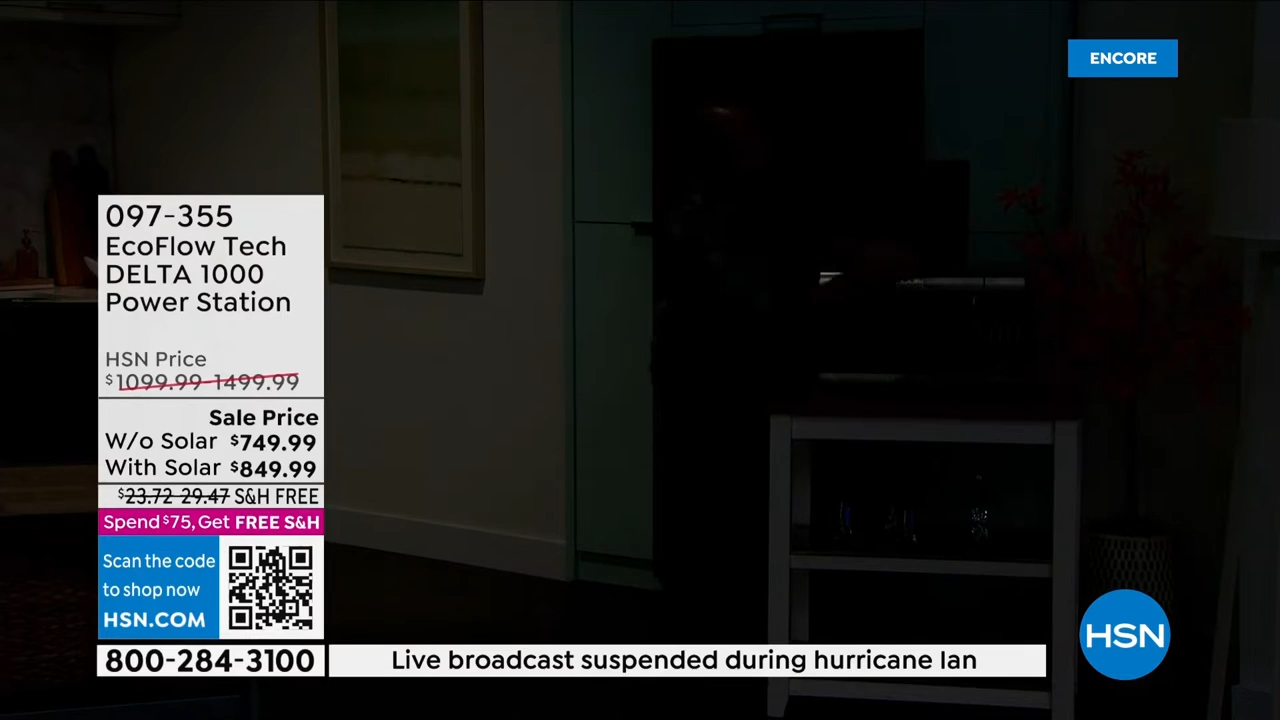 ENCORE
097-355
EcoFlow Tech
DELTA 1000
Power Station
HSN Price
$1099.99-1499.99
Sale Price
W/o Solar $749.99
With Solar $849.99
$23.72-29.47 S&H FREE
Spend $75, Get FREE S&H
Scan the code
to shop now
HSN.COM
800-284-3100
Live broadcast suspended during hurricane Ian
HSN